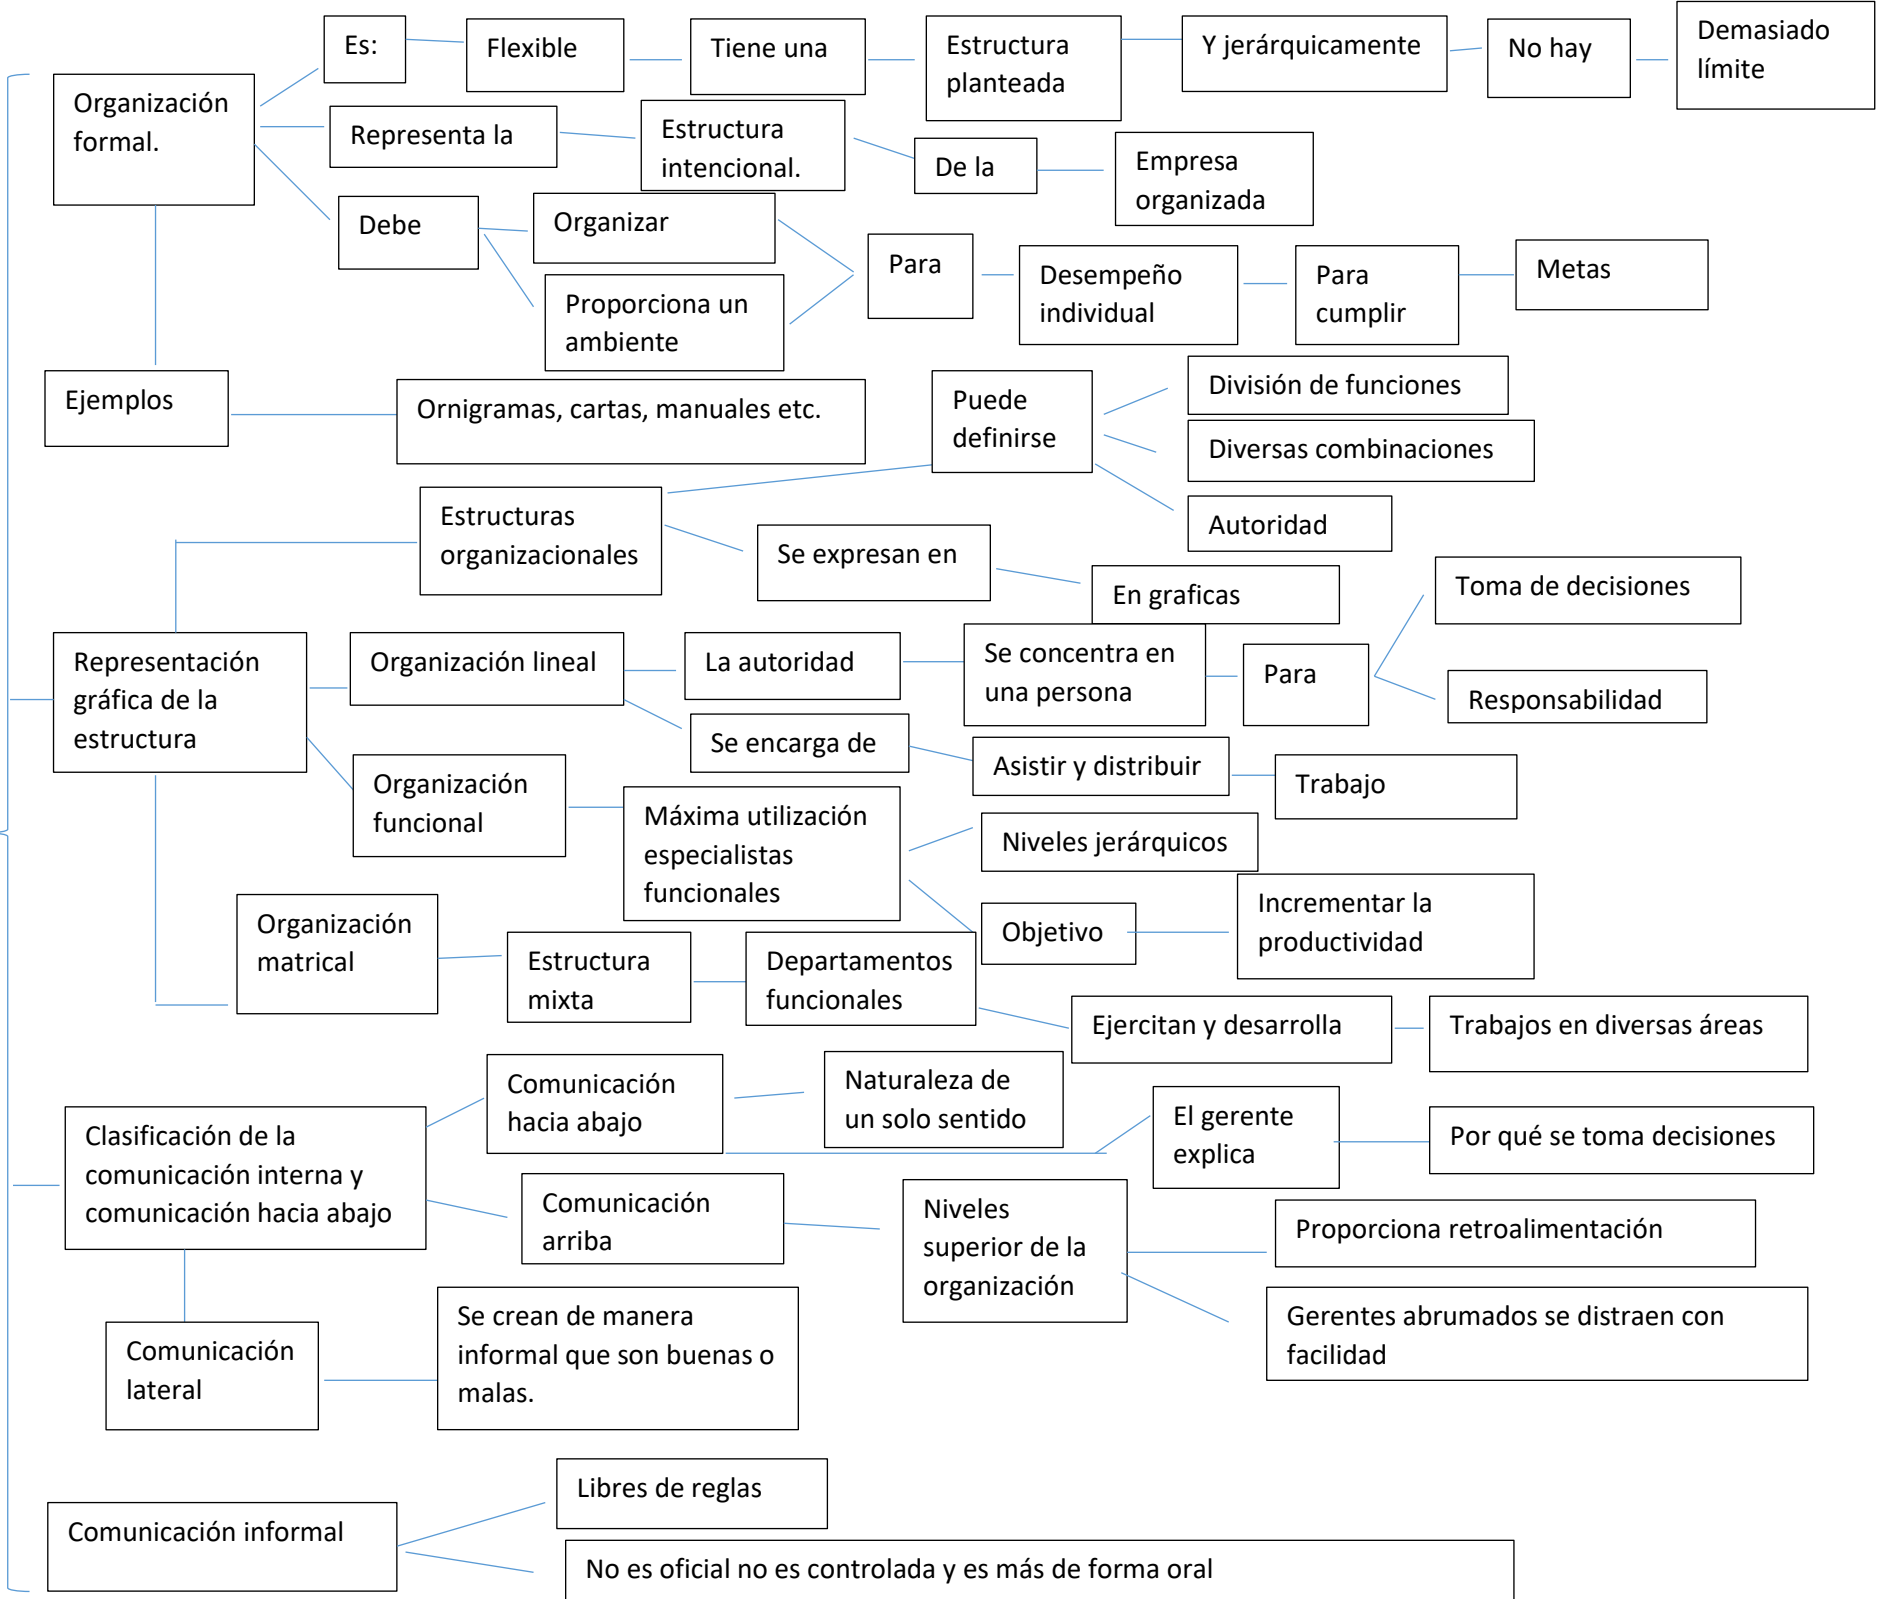 Es:
Flexible
Tiene una
Estructura
planteada
Y jerárquicamente
No hay
Demasiado
límite
Organización
formal.
Representa la
Estructura
intencional.
De la
Empresa
organizada
Debe
Organizar
Proporciona un
ambiente
Para
Desempeño
individual
Para
cumplir
Metas
Ejemplos
Ornigramas, cartas, manuales etc.
Puede
definirse
División de funciones
Diversas combinaciones
Autoridad
Estructuras
organizacionales
Se expresan en
En graficas
Representación
gráfica de la
estructura
Organización lineal
La autoridad
Se concentra en
una persona
Para
Toma de decisiones
Responsabilidad
Se encarga de
Asistir y distribuir
Trabajo
Organización
funcional
Máxima utilización
especialistas
funcionales
Niveles jerárquicos
Objetivo
Incrementar la
productividad
Organización
matrical
Estructura
mixta
Departamentos
funcionales
Ejercitan y desarrolla
Trabajos en diversas áreas
Clasificación de la
comunicación interna y
comunicación hacia abajo
Comunicación
hacia abajo
Naturaleza de
un solo sentido
El gerente
explica
Por qué se toma decisiones
Comunicación
arriba
Niveles
superior de la
organización
Proporciona retroalimentación
Gerentes abrumados se distraen con
facilidad
Comunicación
lateral
Se crean de manera
informal que son buenas o
malas.
Comunicación informal
Libres de reglas
No es oficial no es controlada y es más de forma oral